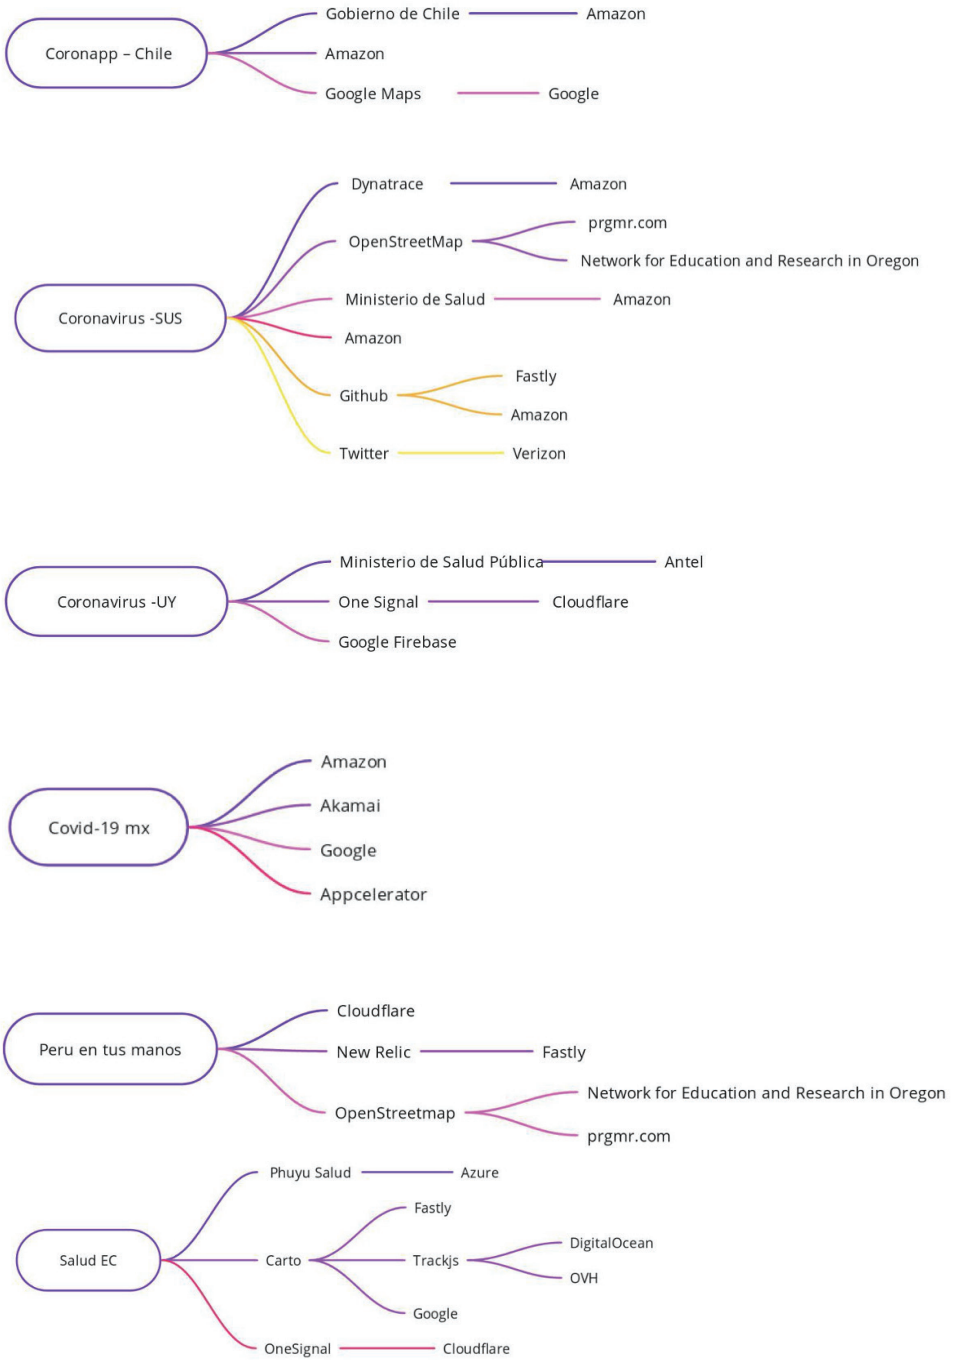 Coronapp – Chile
Gobierno de Chile
Amazon
Amazon
Google Maps
Google
Coronavirus -SUS
Dynatrace
Amazon
OpenStreetMap
prgmr.com
Network for Education and Research in Oregon
Ministerio de Salud
Amazon
Amazon
Github
Fastly
Amazon
Twitter
Verizon
Coronavirus -UY
Ministerio de Salud Pública
Antel
One Signal
Cloudflare
Google Firebase
Covid-19 mx
Amazon
Akamai
Google
Appcelerator
Peru en tus manos
Cloudflare
New Relic
Fastly
OpenStreetmap
Network for Education and Research in Oregon
prgmr.com
Salud EC
Phuyu Salud
Azure
Carto
Fastly
Trackjs
DigitalOcean
OVH
Google
OneSignal
Cloudflare